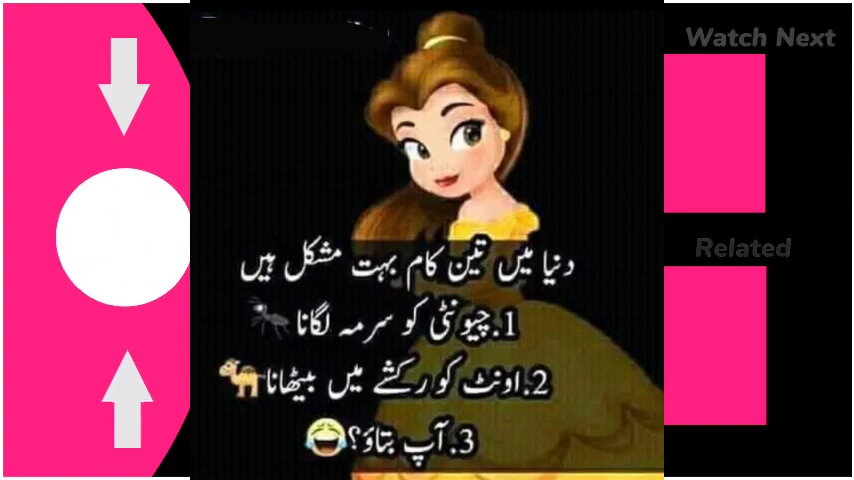 Watch Next
Related
دنیا میں تین کام بہت مشکل ہیں
1.چیونٹی کو سرمہ لگانا
2.اونٹ کو رکشے میں بیٹھانا
3.آپ بتاؤ؟